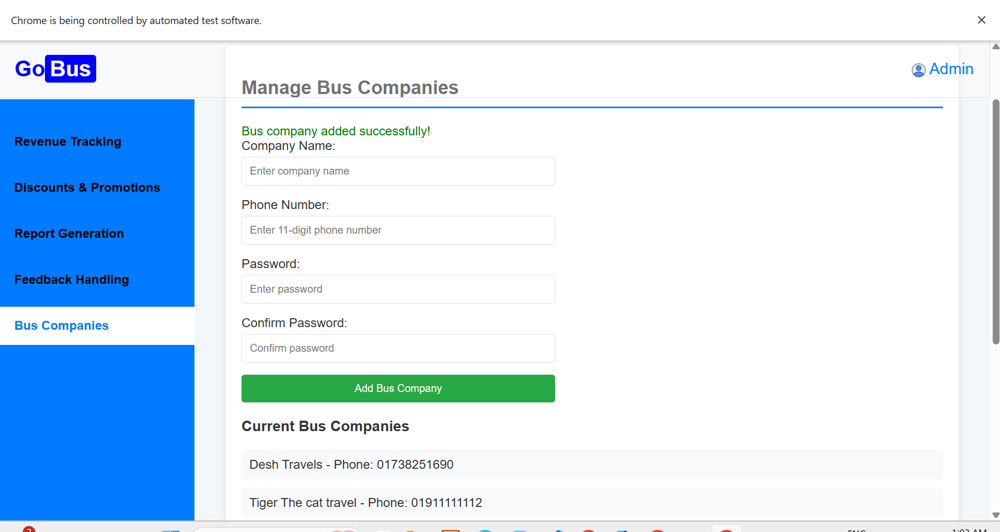 Chrome is being controlled by automated test software.
GoBus
Admin
Manage Bus Companies
Revenue Tracking
Discounts & Promotions
Report Generation
Feedback Handling
Bus Companies
Bus company added successfully!
Company Name:
Enter company name
Phone Number:
Enter 11-digit phone number
Password:
Enter password
Confirm Password:
Confirm password
Add Bus Company
Current Bus Companies
Desh Travels - Phone: 01738251690
Tiger The cat travel - Phone: 01911111112